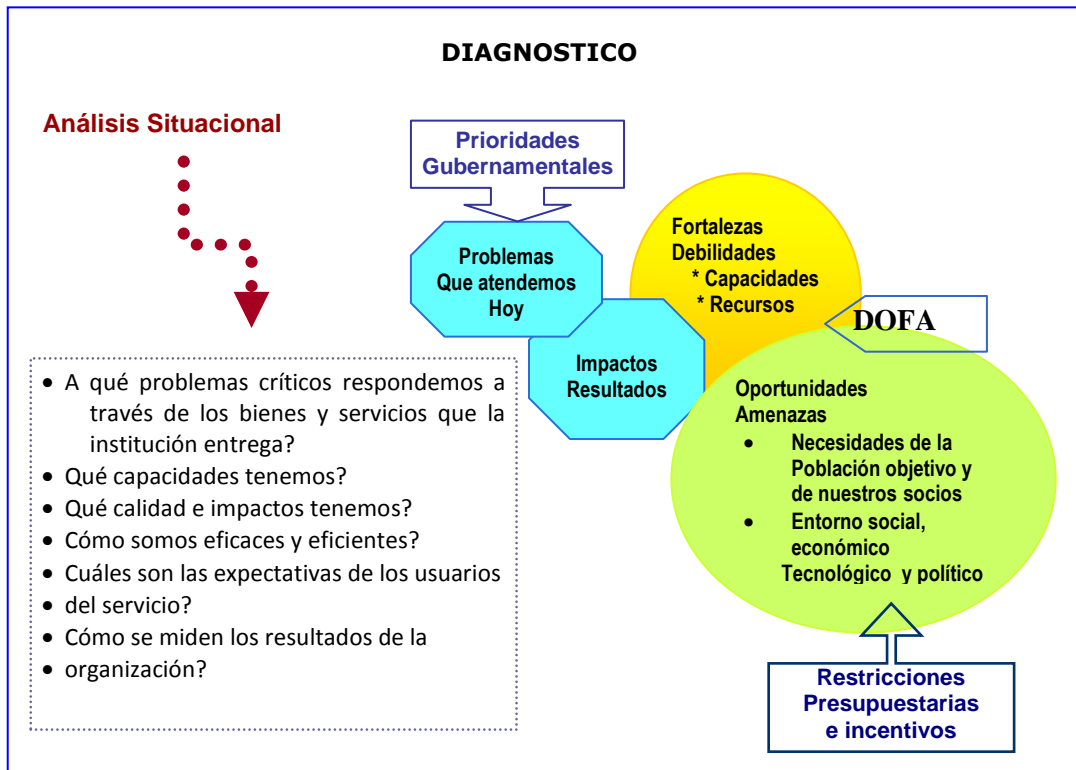 DIAGNOSTICO
Análisis Situacional
Prioridades
Gubernamentales
Problemas
Que atendemos
Hoy
Impactos
Resultados
Fortalezas
Debilidades
* Capacidades
* Recursos
DOFA
Oportunidades
Amenazas
• Necesidades de la
Población objetivo y
de nuestros socios
• Entorno social,
económico
Tecnológico y político
Restricciones
Presupuestarias
e incentivos
• A qué problemas críticos respondemos a
través de los bienes y servicios que la
institución entrega?
• Qué capacidades tenemos?
• Qué calidad e impactos tenemos?
• Cómo somos eficaces y eficientes?
• Cuáles son las expectativas de los usuarios
• del servicio?
• Cómo se miden los resultados de la
• organización?